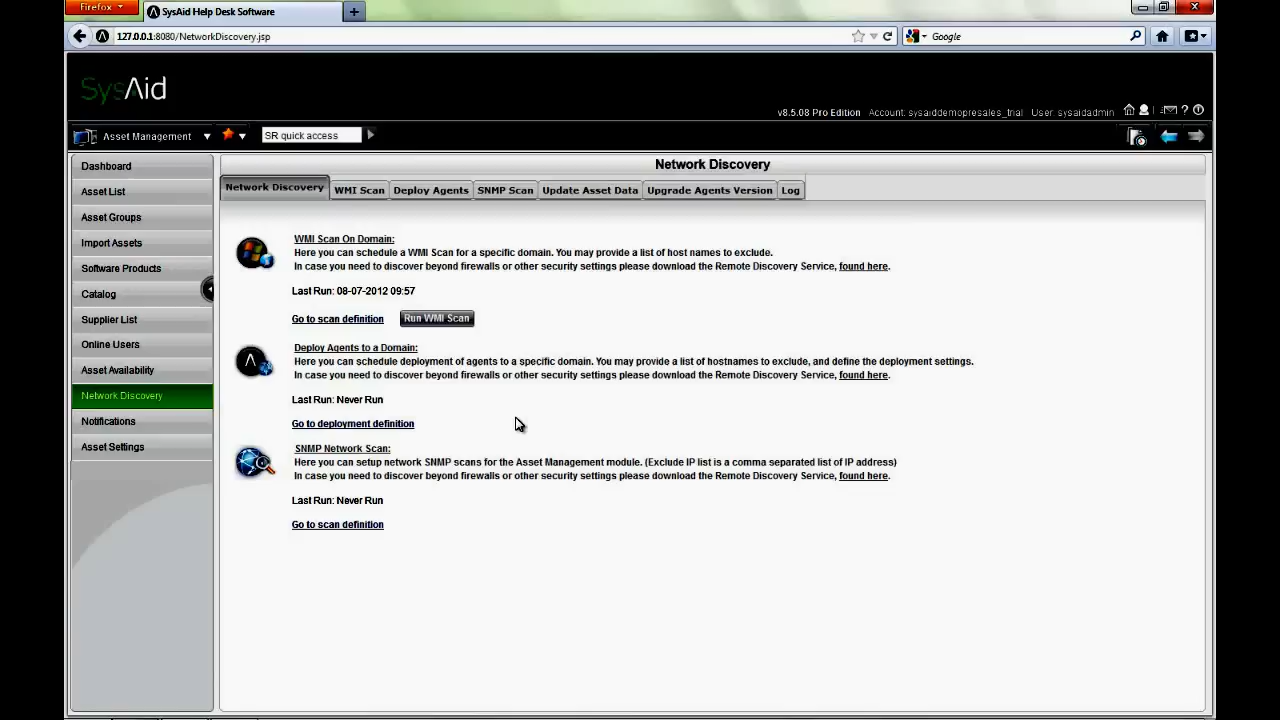 Firefox
SysAid Help Desk Software
127.0.0.1:8080/NetworkDiscovery.jsp
Google
SysAid
v8.5.08 Pro Edition Account: sysaiddemopresales_trial User: sysaidadmin
Asset Management
SR quick access
Dashboard
Asset List
Asset Groups
Import Assets
Software Products
Catalog
Supplier List
Online Users
Asset Availability
Network Discovery
Notifications
Asset Settings
Network Discovery
Network Discovery WMI Scan Deploy Agents SNMP Scan Update Asset Data Upgrade Agents Version Log
WMI Scan On Domain:
Here you can schedule a WMI Scan for a specific domain. You may provide a list of host names to exclude.
In case you need to discover beyond firewalls or other security settings please download the Remote Discovery Service, found here.
Last Run: 08-07-2012 09:57
Go to scan definition Run WMI Scan
Deploy Agents to a Domain:
Here you can schedule deployment of agents to a specific domain. You may provide a list of hostnames to exclude, and define the deployment settings.
In case you need to discover beyond firewalls or other security settings please download the Remote Discovery Service, found here.
Last Run: Never Run
Go to deployment definition
SNMP Network Scan:
Here you can setup network SNMP scans for the Asset Management module. (Exclude IP list is a comma separated list of IP address)
In case you need to discover beyond firewalls or other security settings please download the Remote Discovery Service, found here.
Last Run: Never Run
Go to scan definition